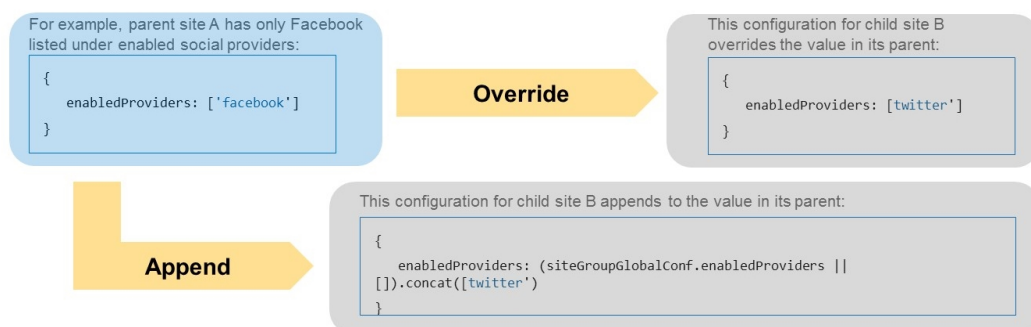 For example, parent site A has only Facebook
listed under enabled social providers:
{
enabledProviders: ['facebook']
}
Override
This configuration for child site B
overrides the value in its parent:
{
enabledProviders: [twitter']
}
Append
This configuration for child site B appends to the value in its parent:
{
enabledProviders: (siteGroupGlobalConf.enabledProviders ||
[]).concat([twitter')
}